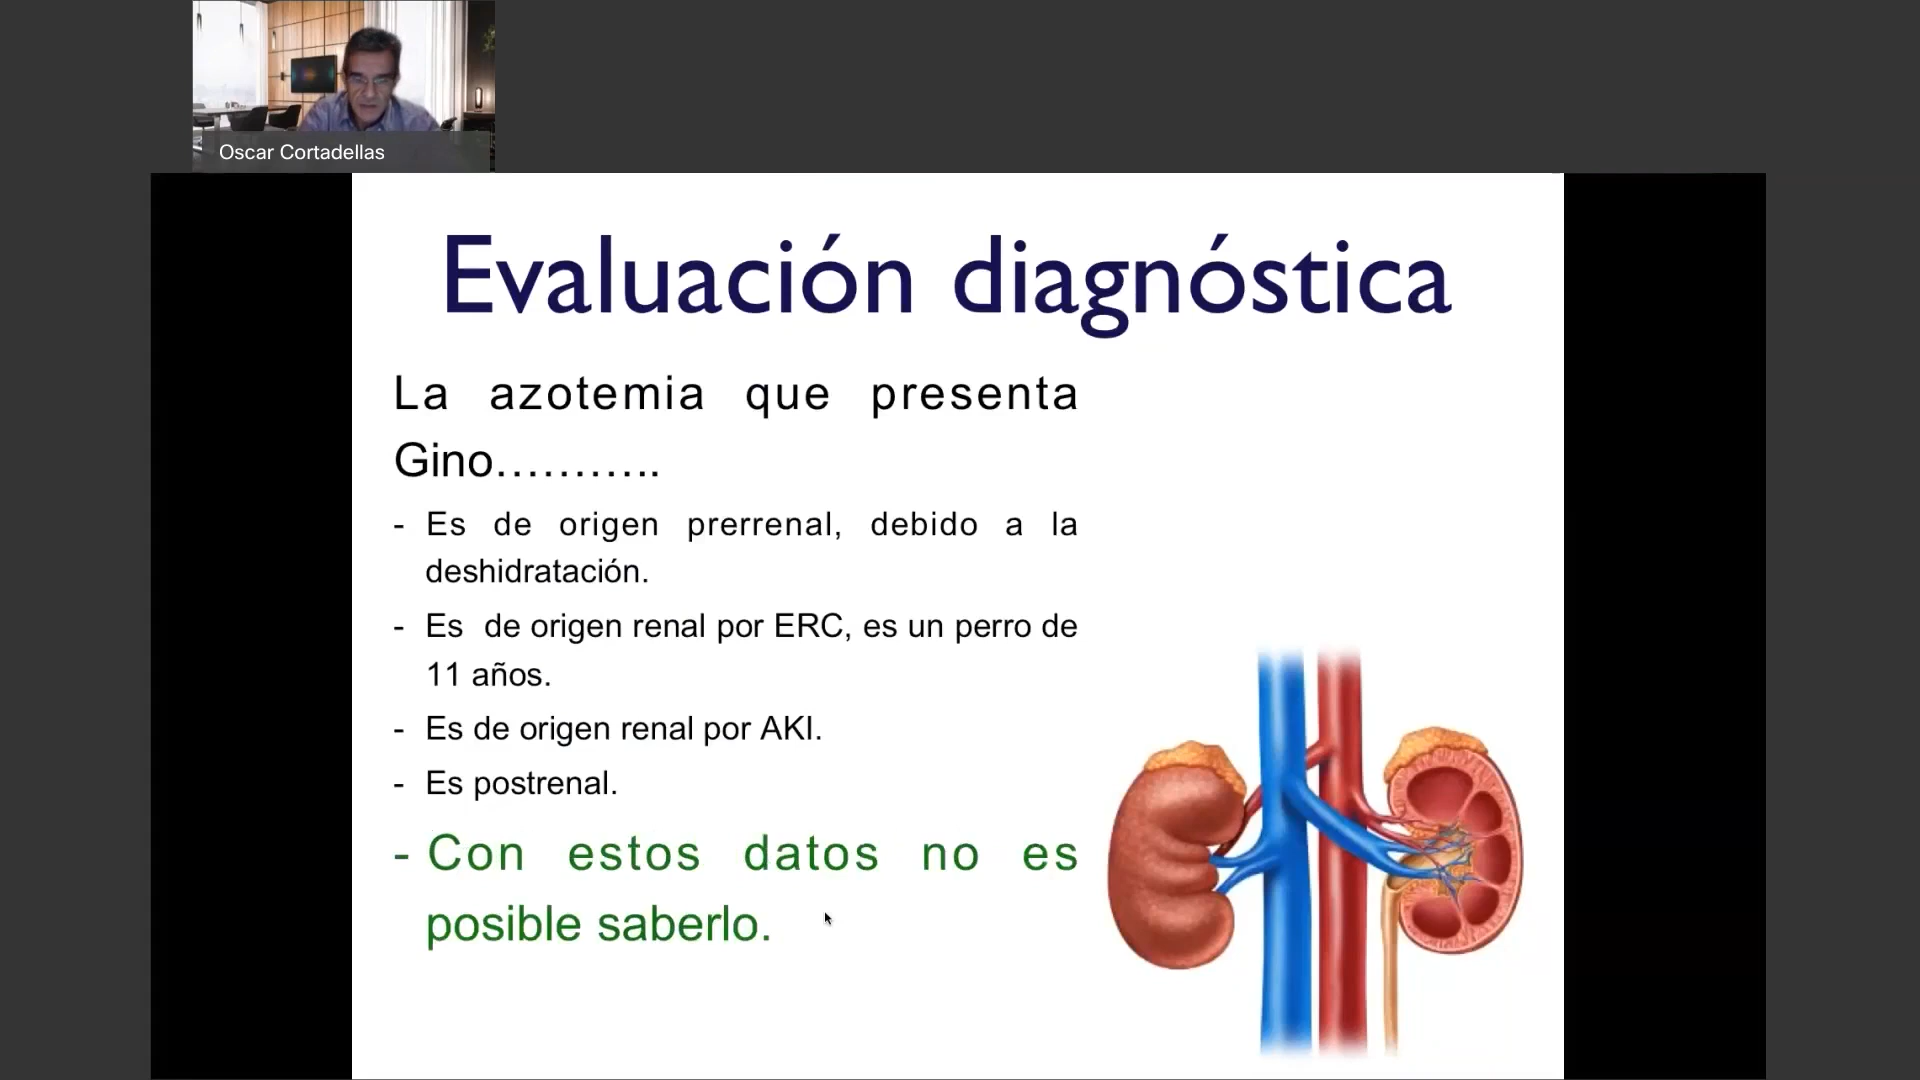 Oscar Cortadellas
Evaluación diagnóstica
La azotemia que presenta
Gino………..
- Es de origen prerrenal, debido a la
deshidratación.
- Es de origen renal por ERC, es un perro de
11 años.
- Es de origen renal por AKI.
- Es postrenal.
- Con estos datos no es
posible saberlo.